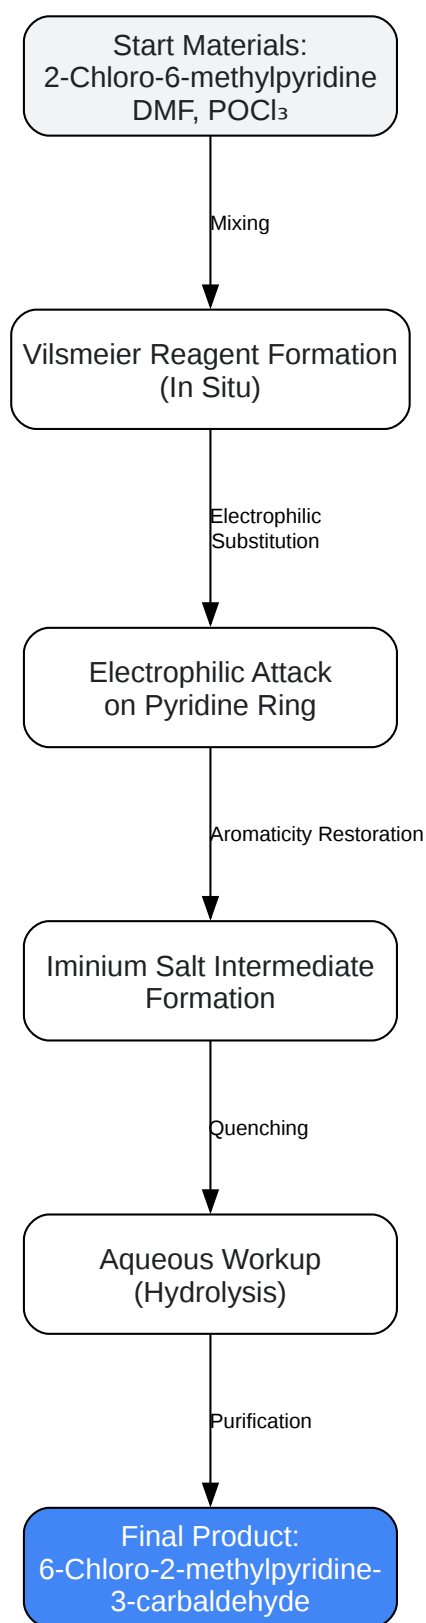 Start Materials:
2-Chloro-6-methylpyridine
DMF, POCl₃
Mixing
Vilsmeier Reagent Formation
(In Situ)
Electrophilic
Substitution
Electrophilic Attack
on Pyridine Ring
Aromaticity Restoration
Iminium Salt Intermediate
Formation
Quenching
Aqueous Workup
(Hydrolysis)
Purification
Final Product:
6-Chloro-2-methylpyridine-
3-carbaldehyde